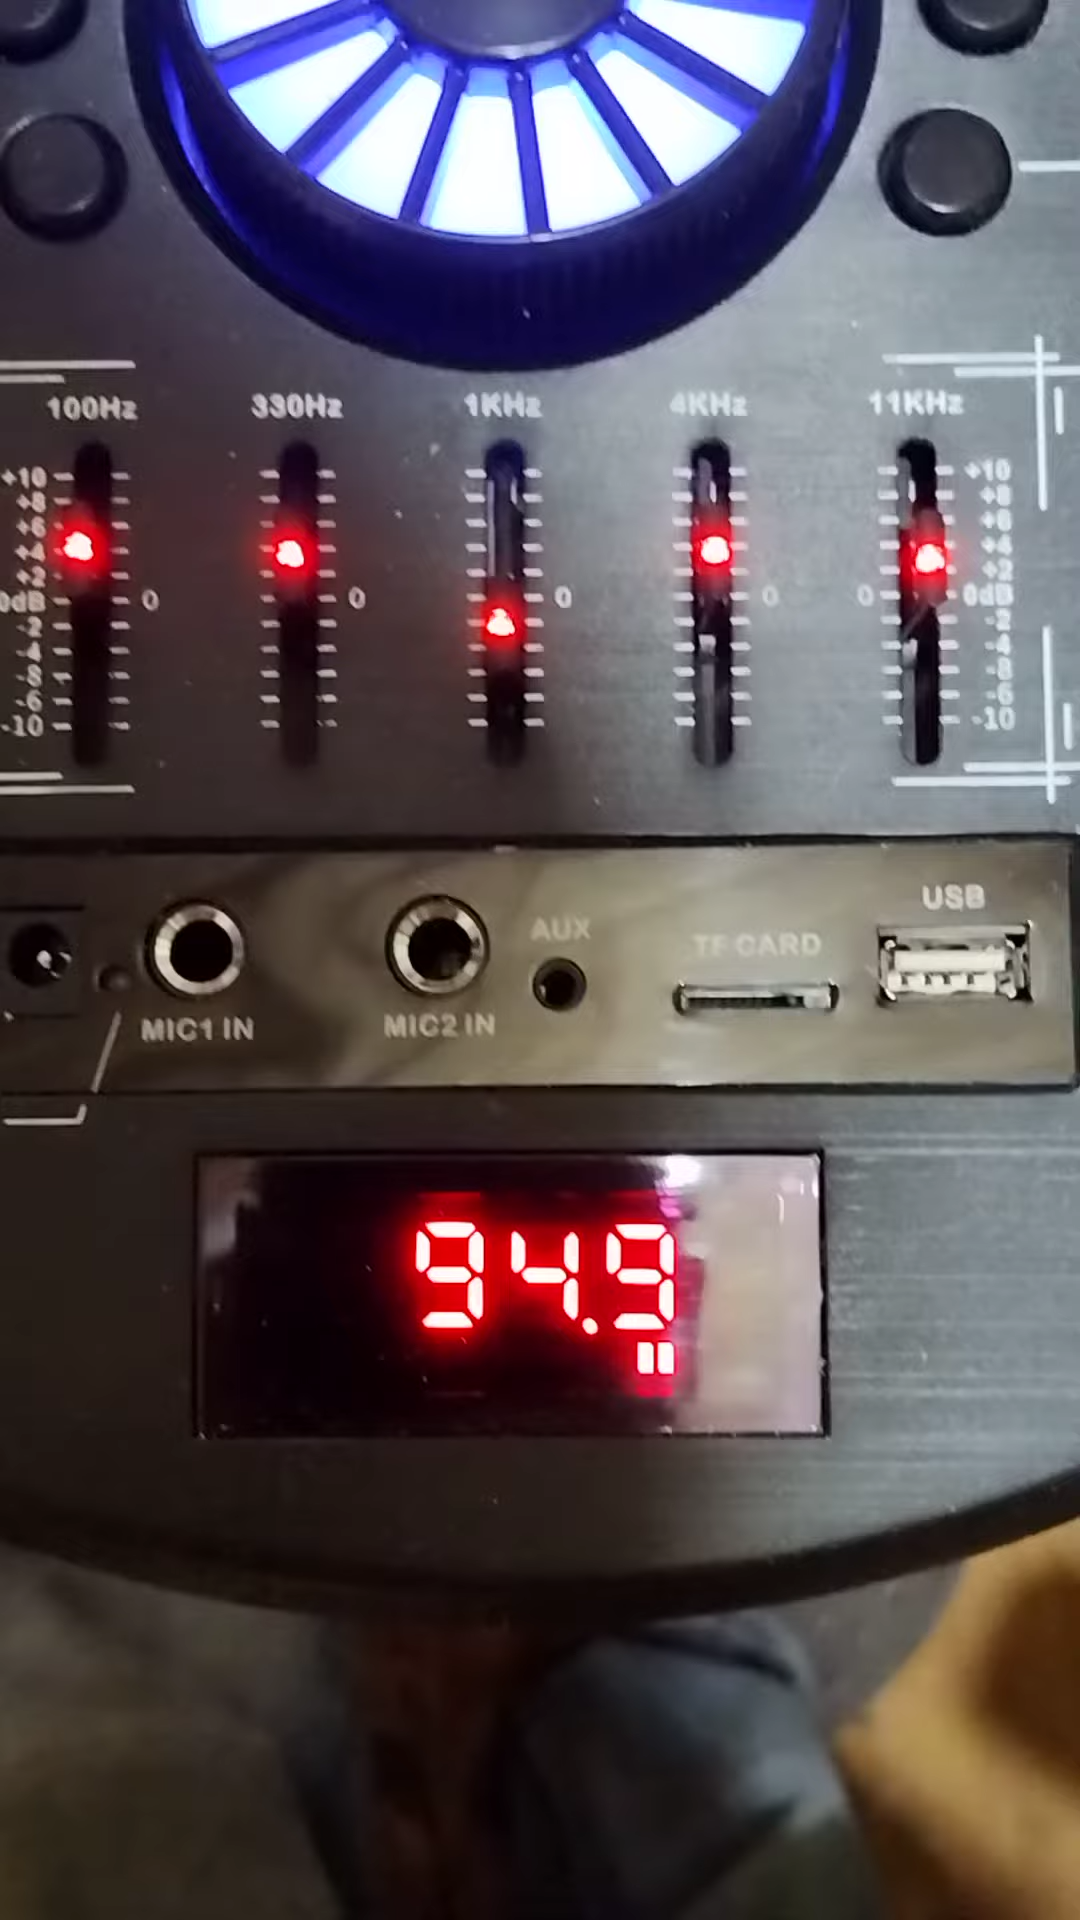 100Hz 330Hz 1KHz 4KHz 11KHz
+10 +10
+8 +8
+6 +6
+4 +4
+2 +2
0dB 0 0 0 0 0 0dB
-2 -2
-4 -4
-8 -8
-6 -6
-10 -10
USB
AUX TF CARD
MIC1 IN MIC2 IN
94.9